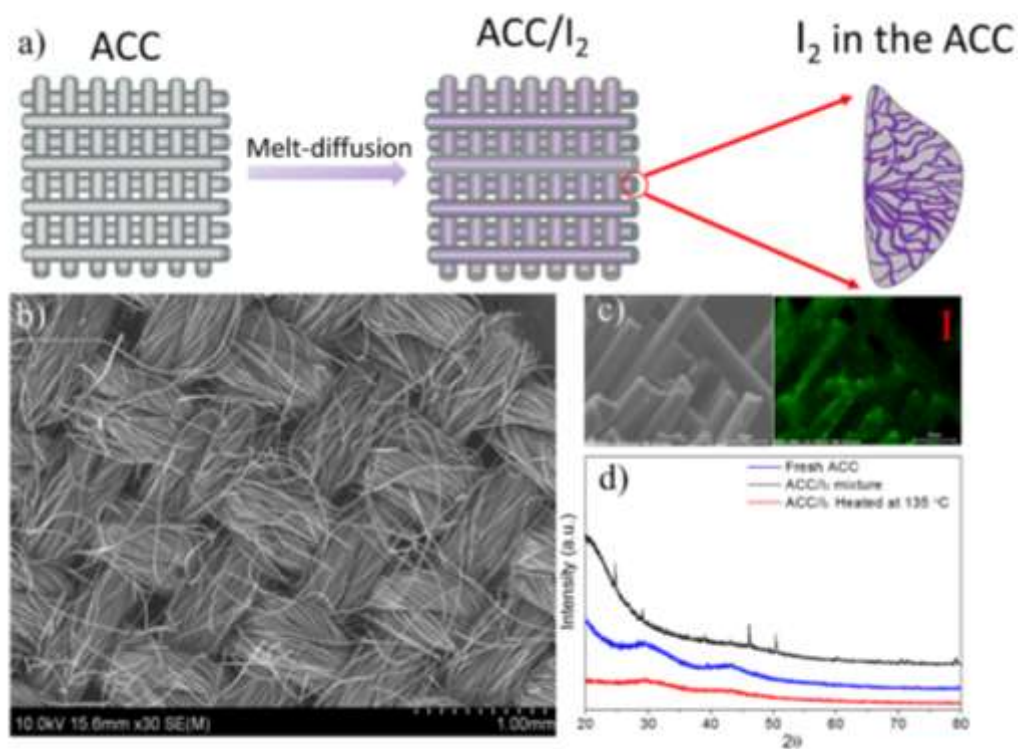 a)
ACC
ACC/I₂
I₂ in the ACC
Melt-diffusion
b)
10.0kV 15.6mm x30 SE(M)
1.00mm
c)
I
d)
Fresh ACC
ACC/I₂ mixture
ACC/I₂ Heated at 135 °C
Intensity (a.u.)
20 30 40 50 60 70 80
2θ